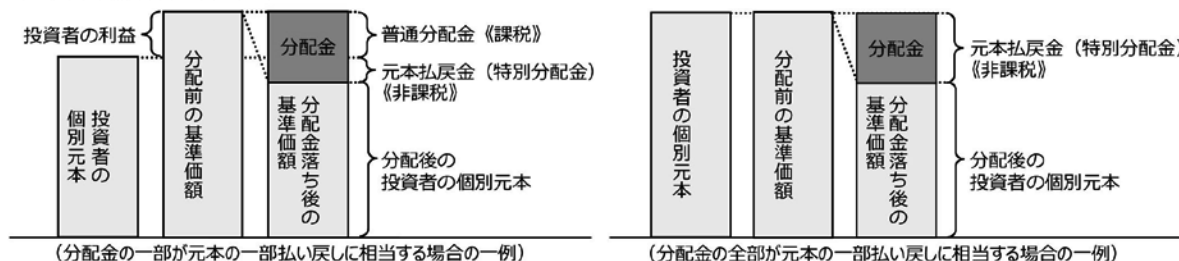 投資者の利益
投資者の
個別元本
分配前の基準価額
分配金
分配金落ち後の
基準価額
普通分配金《課税》
元本払戻金（特別分配金）
《非課税》
分配後の
投資者の個別元本
（分配金の一部が元本の一部払い戻しに相当する場合の一例）
投資者の個別元本
分配前の基準価額
分配金
分配金落ち後の
基準価額
元本払戻金（特別分配金）
《非課税》
分配後の
投資者の個別元本
（分配金の全部が元本の一部払い戻しに相当する場合の一例）